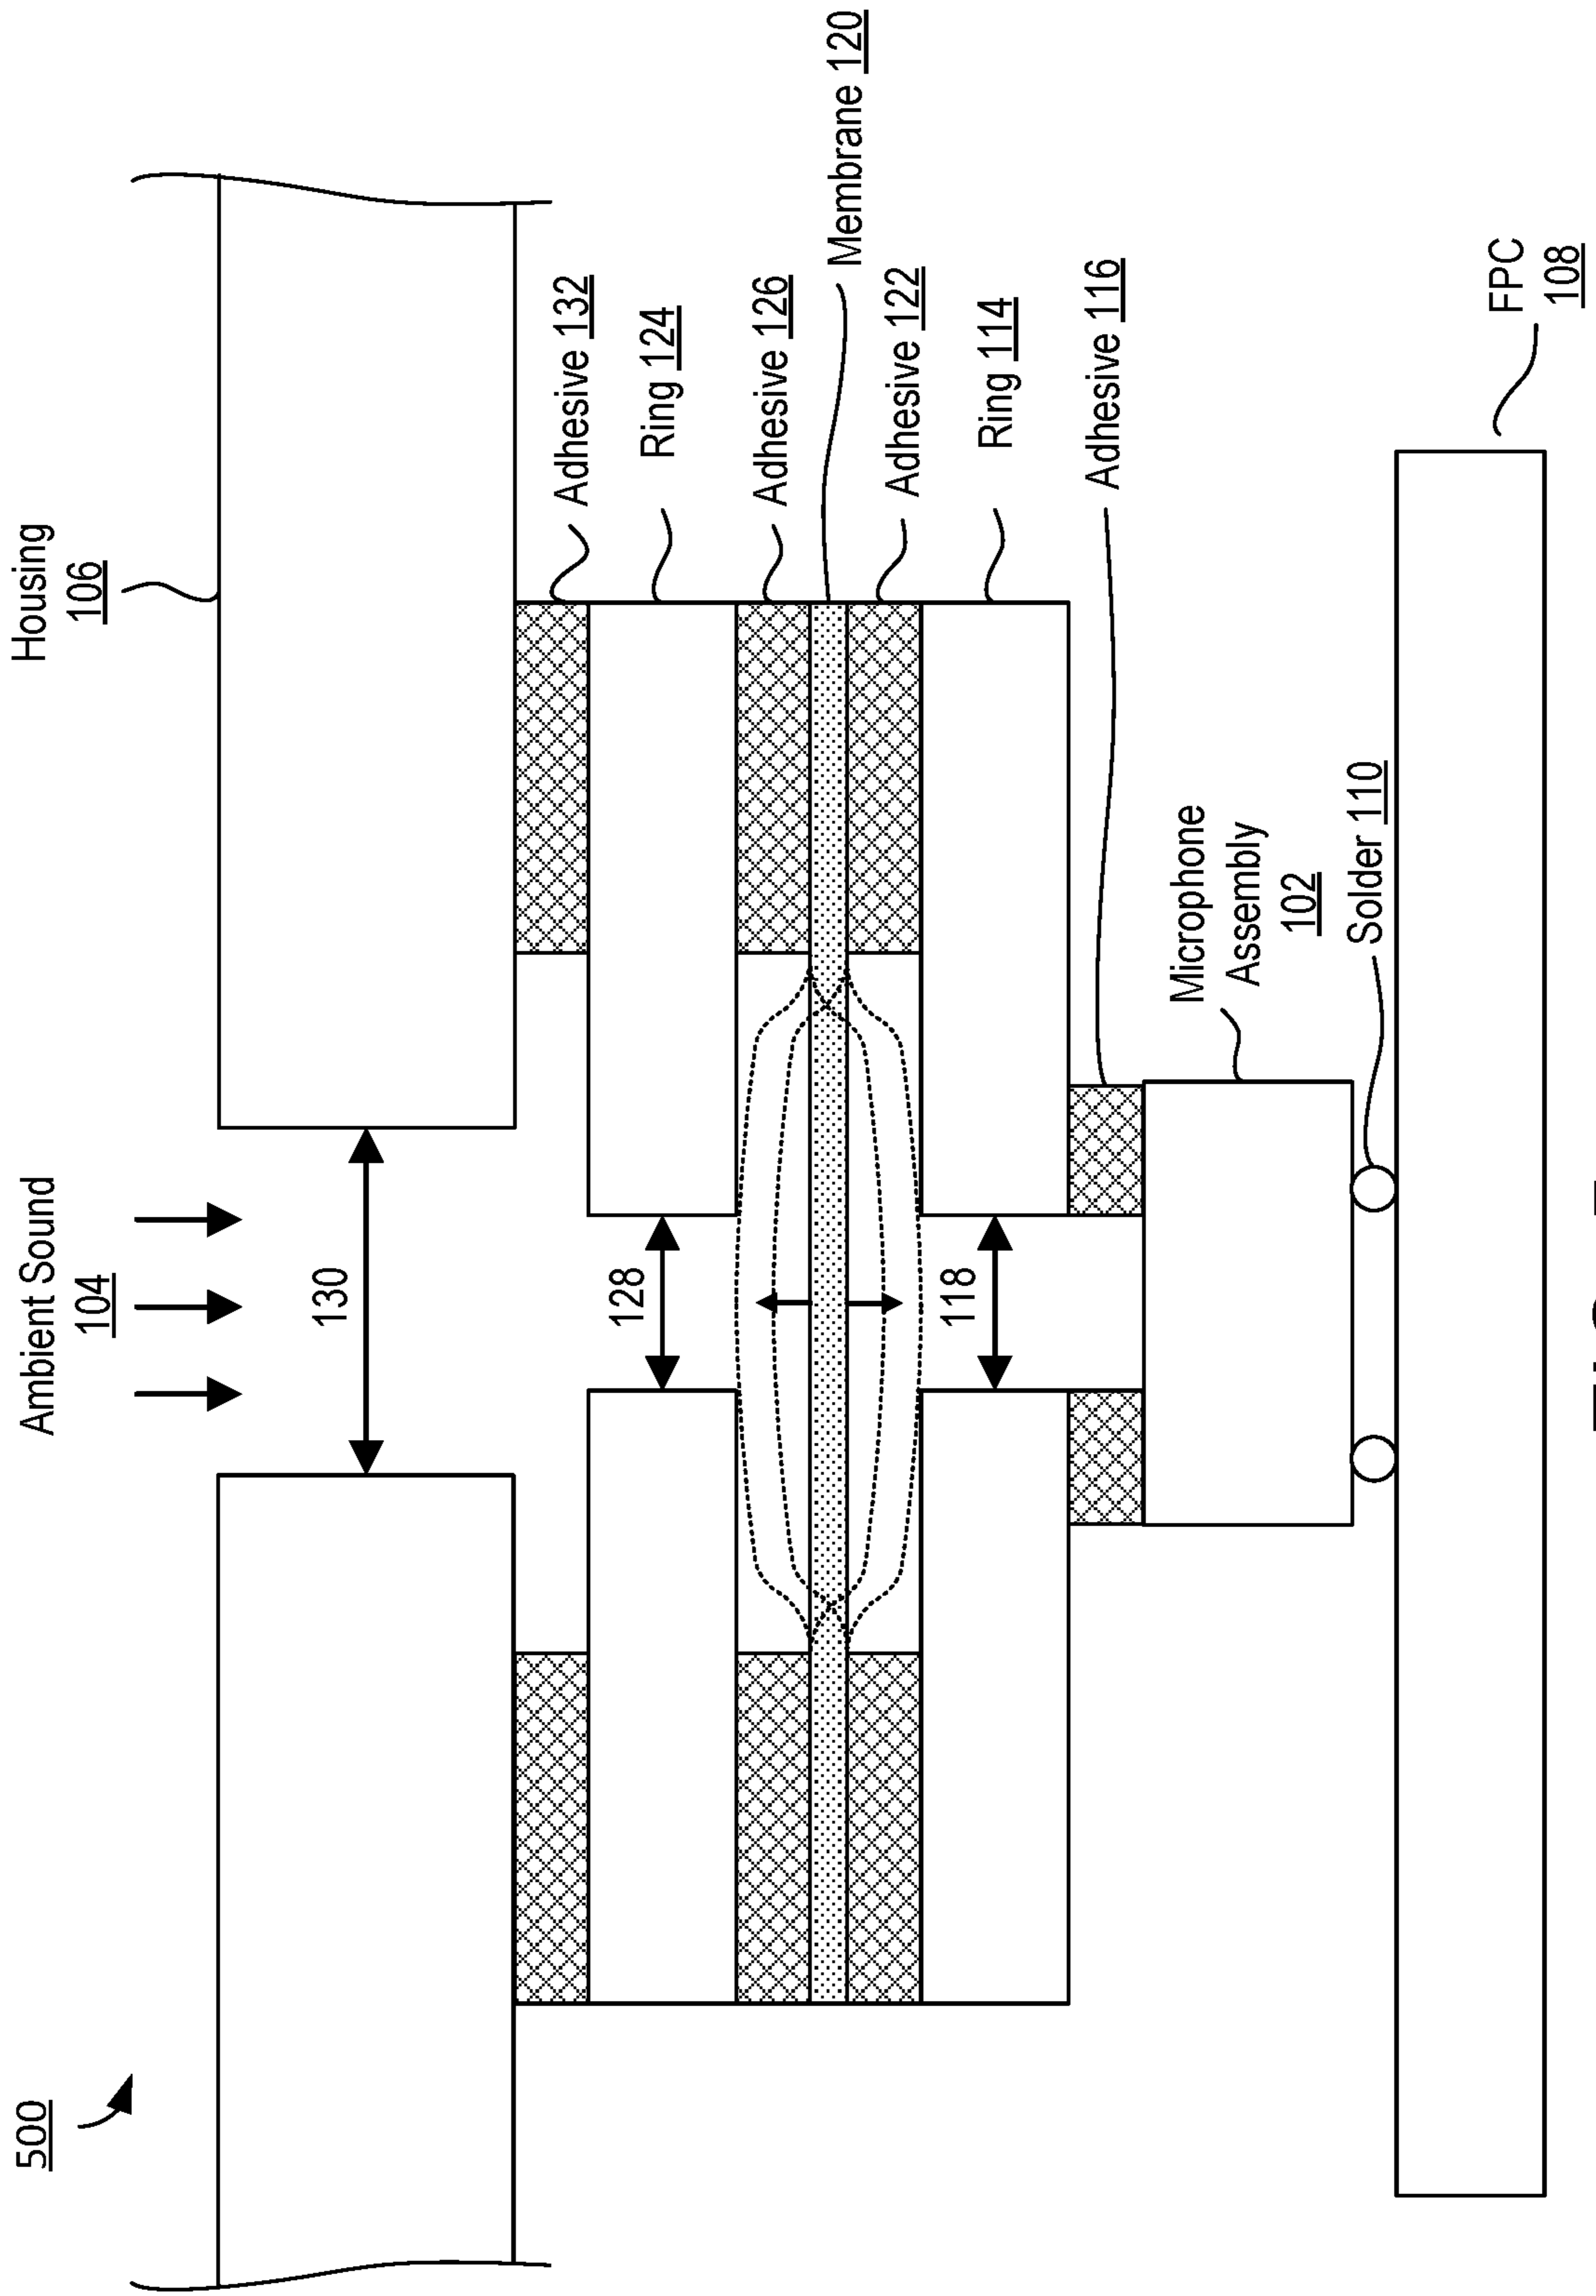 500
Ambient Sound
104
Housing
106
130
Adhesive 132
128
Ring 124
Adhesive 126
Membrane 120
Adhesive 122
118
Ring 114
Adhesive 116
Microphone
Assembly
102
Solder 110
FPC
108